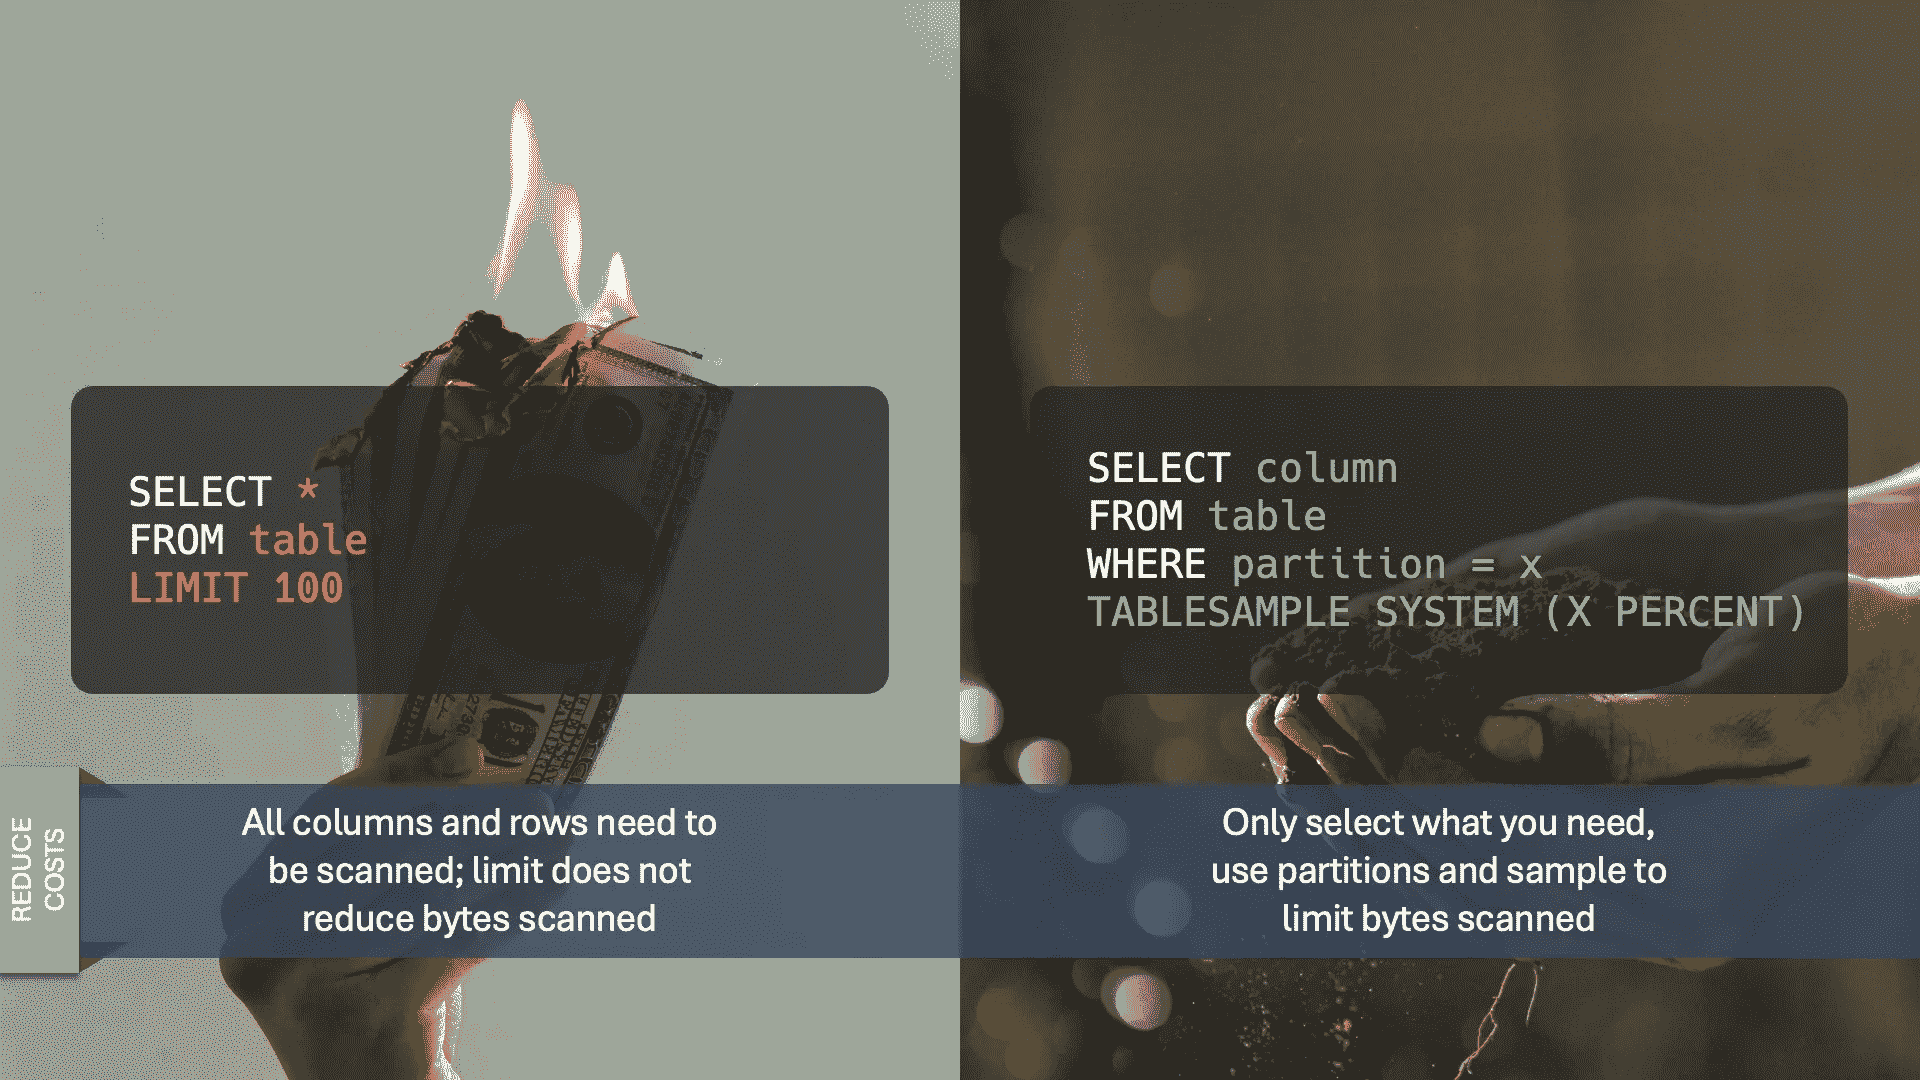 SELECT *
FROM table
LIMIT 100
SELECT column
FROM table
WHERE partition = x
TABLESAMPLE SYSTEM (X PERCENT)
REDUCE
COSTS
All columns and rows need to
be scanned; limit does not
reduce bytes scanned
Only select what you need,
use partitions and sample to
limit bytes scanned